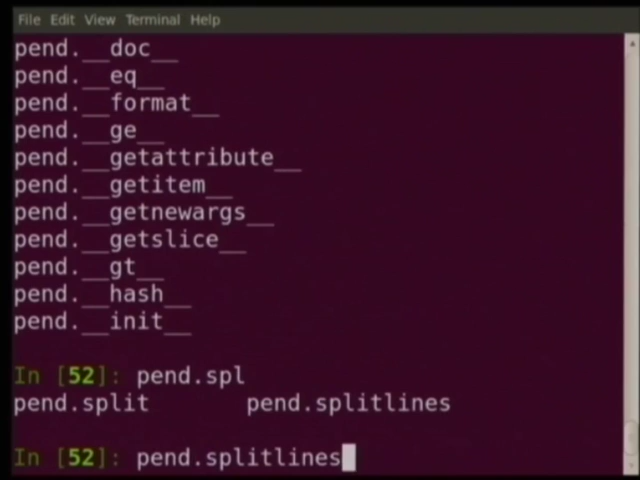 File Edit View Terminal Help
pend.__doc__
pend.__eq__
pend.__format__
pend.__ge__
pend.__getattribute__
pend.__getitem__
pend.__getnewargs__
pend.__getslice__
pend.__gt__
pend.__hash__
pend.__init__
In [52]: pend.spl
pend.split pend.splitlines
In [52]: pend.splitlines